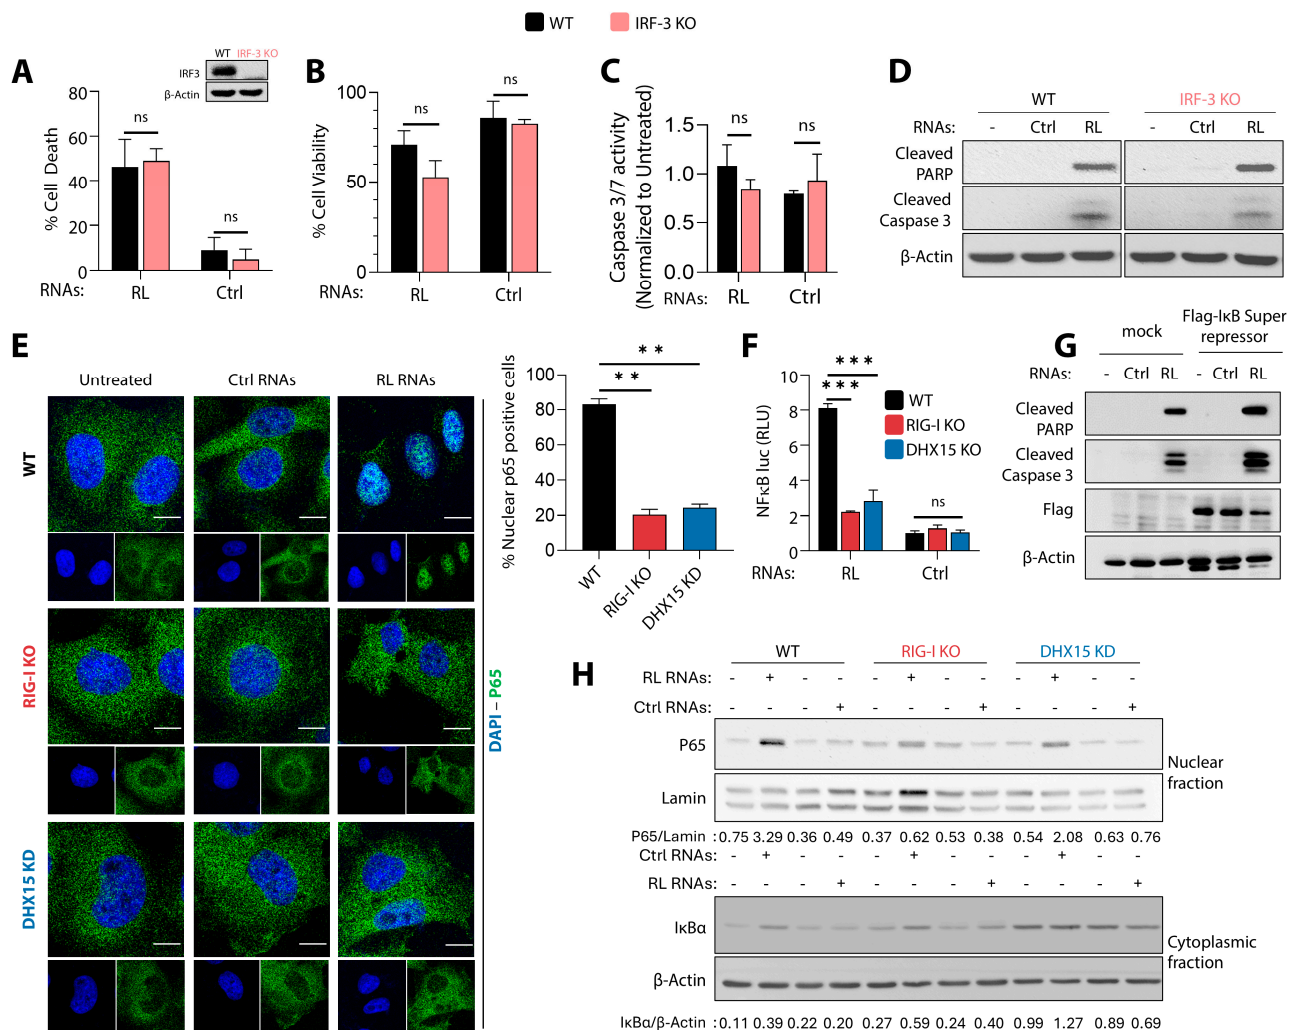 WT IRF-3 KO
A
WT IRF-3 KO
IRF3
β-Actin
% Cell Death
80
60
40
20
0
ns
ns
RNAs: RL Ctrl
B
% Cell Viability
100
50
0
ns
ns
RNAs: RL Ctrl
C
Caspase 3/7 activity
(Normalized to Untreated)
1.5
1.0
0.5
0.0
ns
ns
RNAs: RL Ctrl
D
WT IRF-3 KO
RNAs: - Ctrl RL - Ctrl RL
Cleaved
PARP
Cleaved
Caspase 3
β-Actin
E
Untreated Ctrl RNAs RL RNAs
WT
RIG-I KO
DHX15 KD
DAPI – P65
% Nuclear p65 positive cells
100
80
60
40
20
0
* *
* *
WT
RIG-I KO
DHX15 KD
F
NFκB luc (RLU)
10
8
6
4
2
0
* * *
* * *
ns
WT
RIG-I KO
DHX15 KO
RNAs: RL Ctrl
G
mock
Flag-IκB Super
repressor
RNAs: - Ctrl RL - Ctrl RL
Cleaved
PARP
Cleaved
Caspase 3
Flag
β-Actin
H
WT RIG-I KO DHX15 KD
RL RNAs: - + - - - + - - - + - -
Ctrl RNAs: - - - + - - - + - - - +
P65
Lamin
Nuclear
fraction
P65/Lamin : 0.75 3.29 0.36 0.49 0.37 0.62 0.53 0.38 0.54 2.08 0.63 0.76
Ctrl RNAs: - + - - - + - - - + - -
RL RNAs: - - - + - - - + - - - +
IκBα
β-Actin
Cytoplasmic
fraction
IκBα/β-Actin : 0.11 0.39 0.22 0.20 0.27 0.59 0.24 0.40 0.99 1.27 0.89 0.69